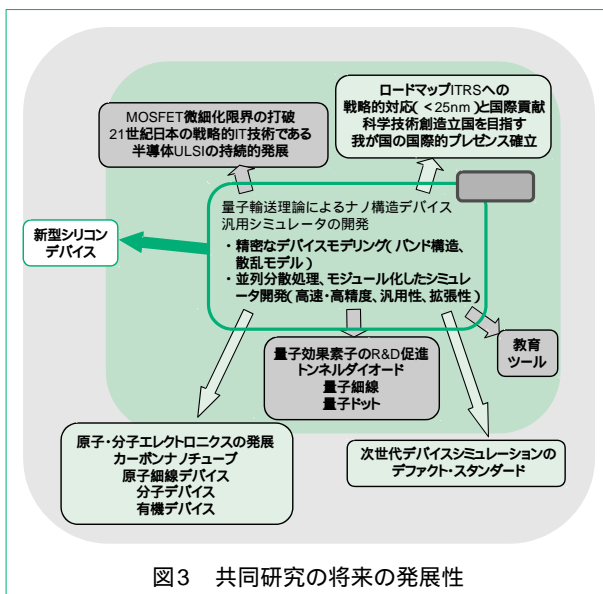 MOSFET微細化限界の打破
21世紀日本の戦略的IT技術である
半導体ULSIの持続的発展
ロードマップITRSへの
戦略的対応(<25nm)と国際貢献
科学技術創造立国を目指す
我が国の国際的プレゼンス確立
量子輸送理論によるナノ構造デバイス
汎用シミュレータの開発
・精密なデバイスモデリング(バンド構造、
散乱モデル)
・並列分散処理、モジュール化したシミュレ
ータ開発(高速・高精度、汎用性、拡張性)
新型シリコン
デバイス
量子効果素子のR&D促進
トンネルダイオード
量子細線
量子ドット
教育
ツール
原子・分子エレクトロニクスの発展
カーボンナノチューブ
原子細線デバイス
分子デバイス
有機デバイス
次世代デバイスシミュレーションの
デファクト・スタンダード
図3 共同研究の将来の発展性